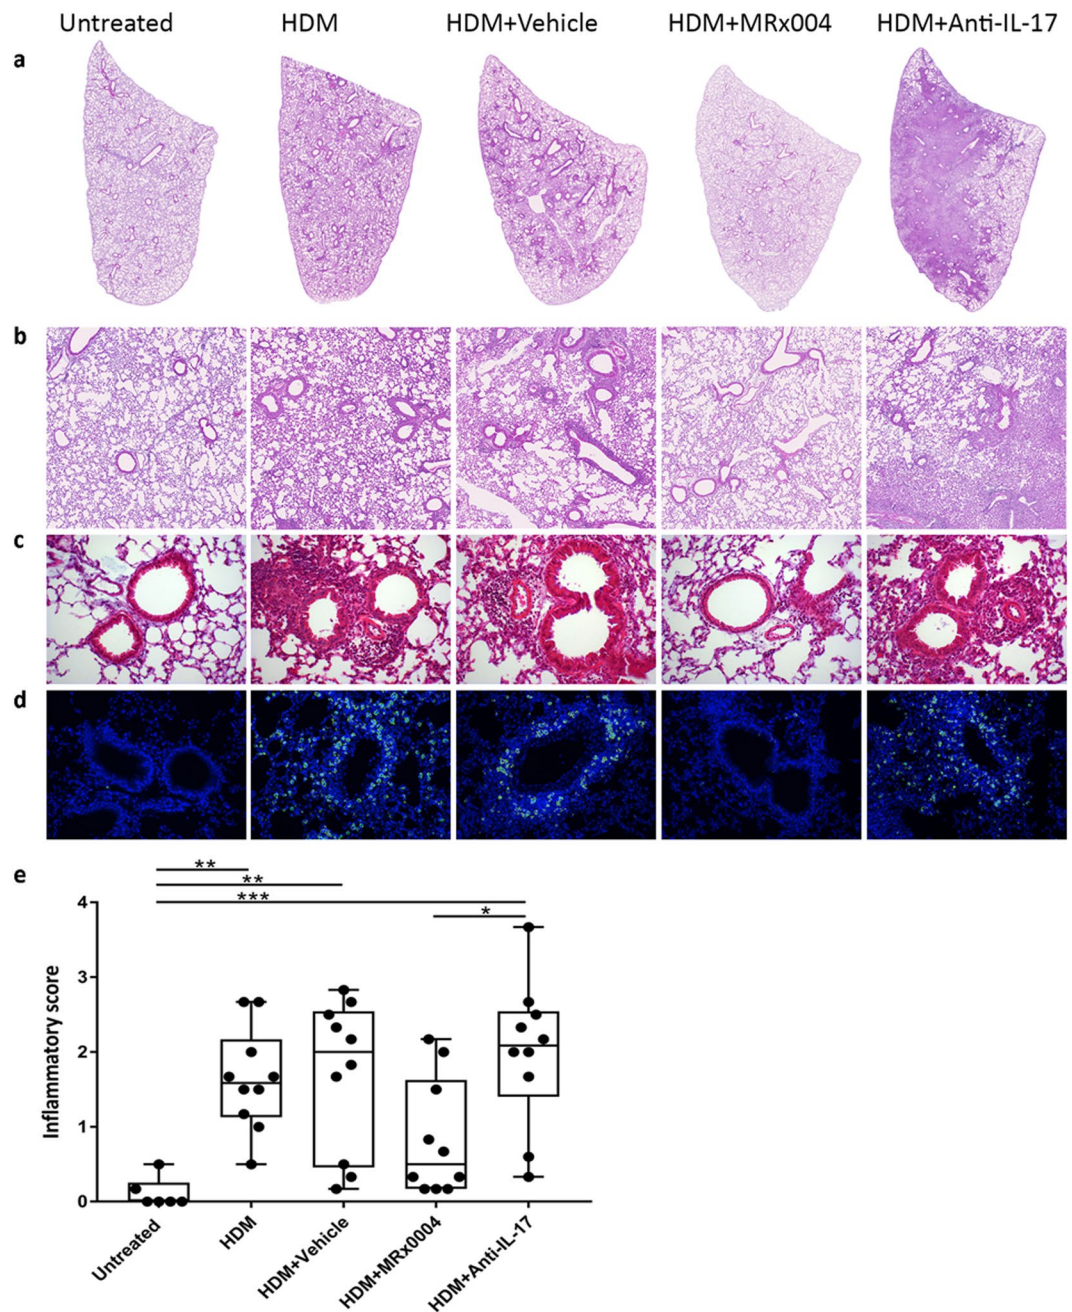 Untreated HDM HDM+Vehicle HDM+MRx004 HDM+Anti-IL-17
a
b
c
d
e
**
**
***
*
4
3
2
1
0
Inflammatory score
Untreated
HDM
HDM+Vehicle
HDM+MRx0004
HDM+Anti-IL-17